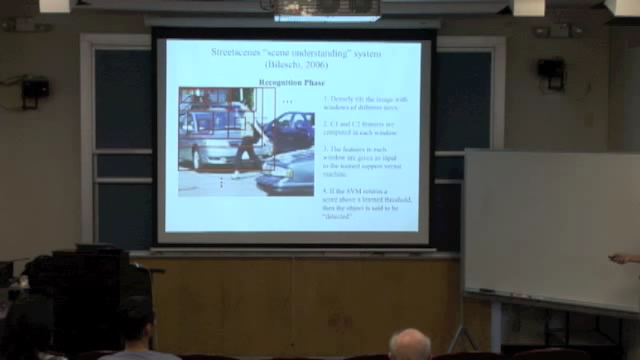 Streetscenes "scene understanding" system
(Bileschi, 2006)
Recognition Phase
1. Densely tile the image with
windows of different sizes.
2. C1 and C2 features are
computed in each window.
3. The features in each
window are given as input
to the trained support vector
machine.
4. If the SVM returns a
score above a learned threshold,
then the object is said to be
"detected".